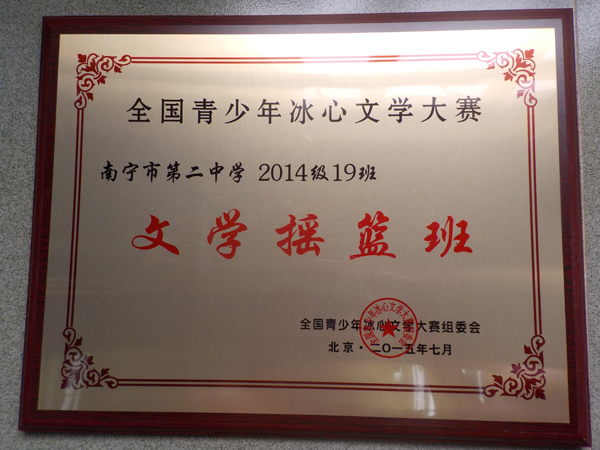 全国青少年冰心文学大赛
南宁市第二中学 2014级19班
文学摇篮班
全国青少年冰心文学大赛组委会
北京·二〇一五年七月